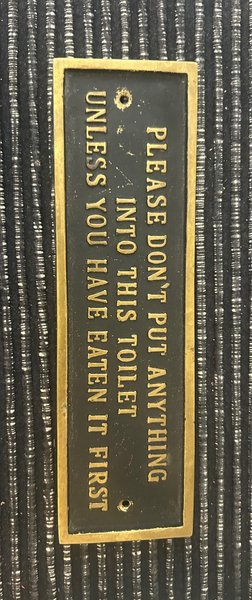 PLEASE DON'T PUT ANYTHING
INTO THIS TOILET
UNLESS YOU HAVE EATEN IT FIRST